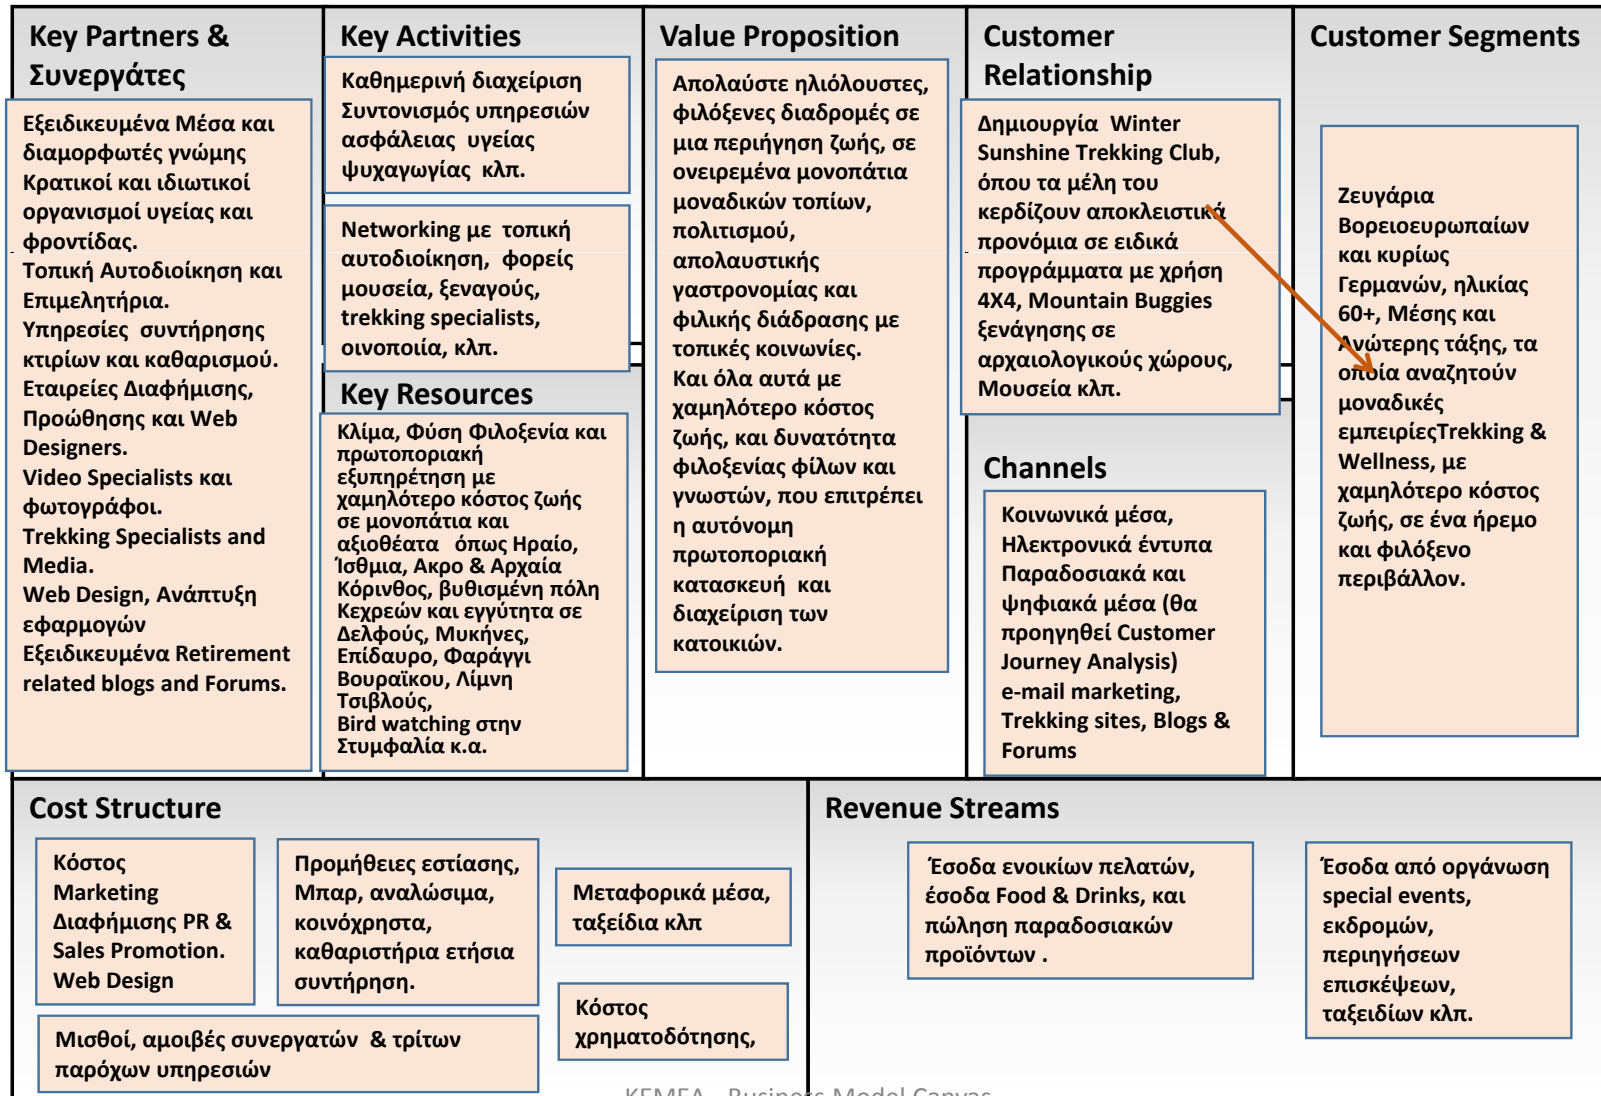 Key Partners &
Συνεργάτες
Εξειδικευμένα Μέσα και
διαμορφωτές γνώμης
Κρατικοί και ιδιωτικοί
οργανισμοί υγείας και
φροντίδας.
Τοπική Αυτοδιοίκηση και
Επιμελητήρια.
Υπηρεσίες συντήρησης
κτιρίων και καθαρισμού.
Εταιρείες Διαφήμισης,
Προώθησης και Web
Designers.
Video Specialists και
φωτογράφοι.
Trekking Specialists and
Media.
Web Design, Ανάπτυξη
εφαρμογών
Εξειδικευμένα Retirement
related blogs and Forums.
Key Activities
Καθημερινή διαχείριση
Συντονισμός υπηρεσιών
ασφάλειας υγείας
ψυχαγωγίας κλπ.
Networking με τοπική
αυτοδιοίκηση, φορείς
μουσεία, ξεναγούς,
trekking specialists,
οινοποιία, κλπ.
Key Resources
Κλίμα, Φύση Φιλοξενία και
πρωτοποριακή
εξυπηρέτηση με
χαμηλότερο κόστος ζωής
σε μονοπάτια και
αξιοθέατα όπως Ηραίο,
Ίσθμια, Ακρο & Αρχαία
Κόρινθος, βυθισμένη πόλη
Κεχρεών και εγγύτητα σε
Δελφούς, Μυκήνες,
Επίδαυρο, Φαράγγι
Βουραϊκου, Λίμνη
Τσιβλούς,
Bird watching στην
Στυμφαλία κ.α.
Value Proposition
Απολαύστε ηλιόλουστες,
φιλόξενες διαδρομές σε
μια περιήγηση ζωής, σε
ονειρεμένα μονοπάτια
μοναδικών τοπίων,
πολιτισμού,
απολαυστικής
γαστρονομίας και
φιλικής διάδρασης με
τοπικές κοινωνίες.
Και όλα αυτά με
χαμηλότερο κόστος
ζωής, και δυνατότητα
φιλοξενίας φίλων και
γνωστών, που επιτρέπει
η αυτόνομη
πρωτοποριακή
κατασκευή και
διαχείριση των
κατοικιών.
Customer
Relationship
Δημιουργία Winter
Sunshine Trekking Club,
όπου τα μέλη του
κερδίζουν αποκλειστικά
προνόμια σε ειδικά
προγράμματα με χρήση
4X4, Mountain Buggies
ξενάγησης σε
αρχαιολογικούς χώρους,
Μουσεία κλπ.
Channels
Κοινωνικά μέσα,
Ηλεκτρονικά έντυπα
Παραδοσιακά και
ψηφιακά μέσα (θα
προηγηθεί Customer
Journey Analysis)
e-mail marketing,
Trekking sites, Blogs &
Forums
Customer Segments
Ζευγάρια
Βορειοευρωπαίων
και κυρίως
Γερμανών, ηλικίας
60+, Μέσης και
Ανώτερης τάξης, τα
οποία αναζητούν
μοναδικές
εμπειρίεςTrekking &
Wellness, με
χαμηλότερο κόστος
ζωής, σε ένα ήρεμο
και φιλόξενο
περιβάλλον.
Cost Structure
Κόστος
Marketing
Διαφήμισης PR &
Sales Promotion.
Web Design
Προμήθειες εστίασης,
Μπαρ, αναλώσιμα,
κοινόχρηστα,
καθαριστήρια ετήσια
συντήρηση.
Μεταφορικά μέσα,
ταξείδια κλπ
Κόστος
χρηματοδότησης,
Μισθοί, αμοιβές συνεργατών & τρίτων
παρόχων υπηρεσιών
Revenue Streams
Έσοδα ενοικίων πελατών,
έσοδα Food & Drinks, και
πώληση παραδοσιακών
προϊόντων .
Έσοδα από οργάνωση
special events,
εκδρομών,
περιηγήσεων
επισκέψεων,
ταξειδίων κλπ.
Business Model Canvas